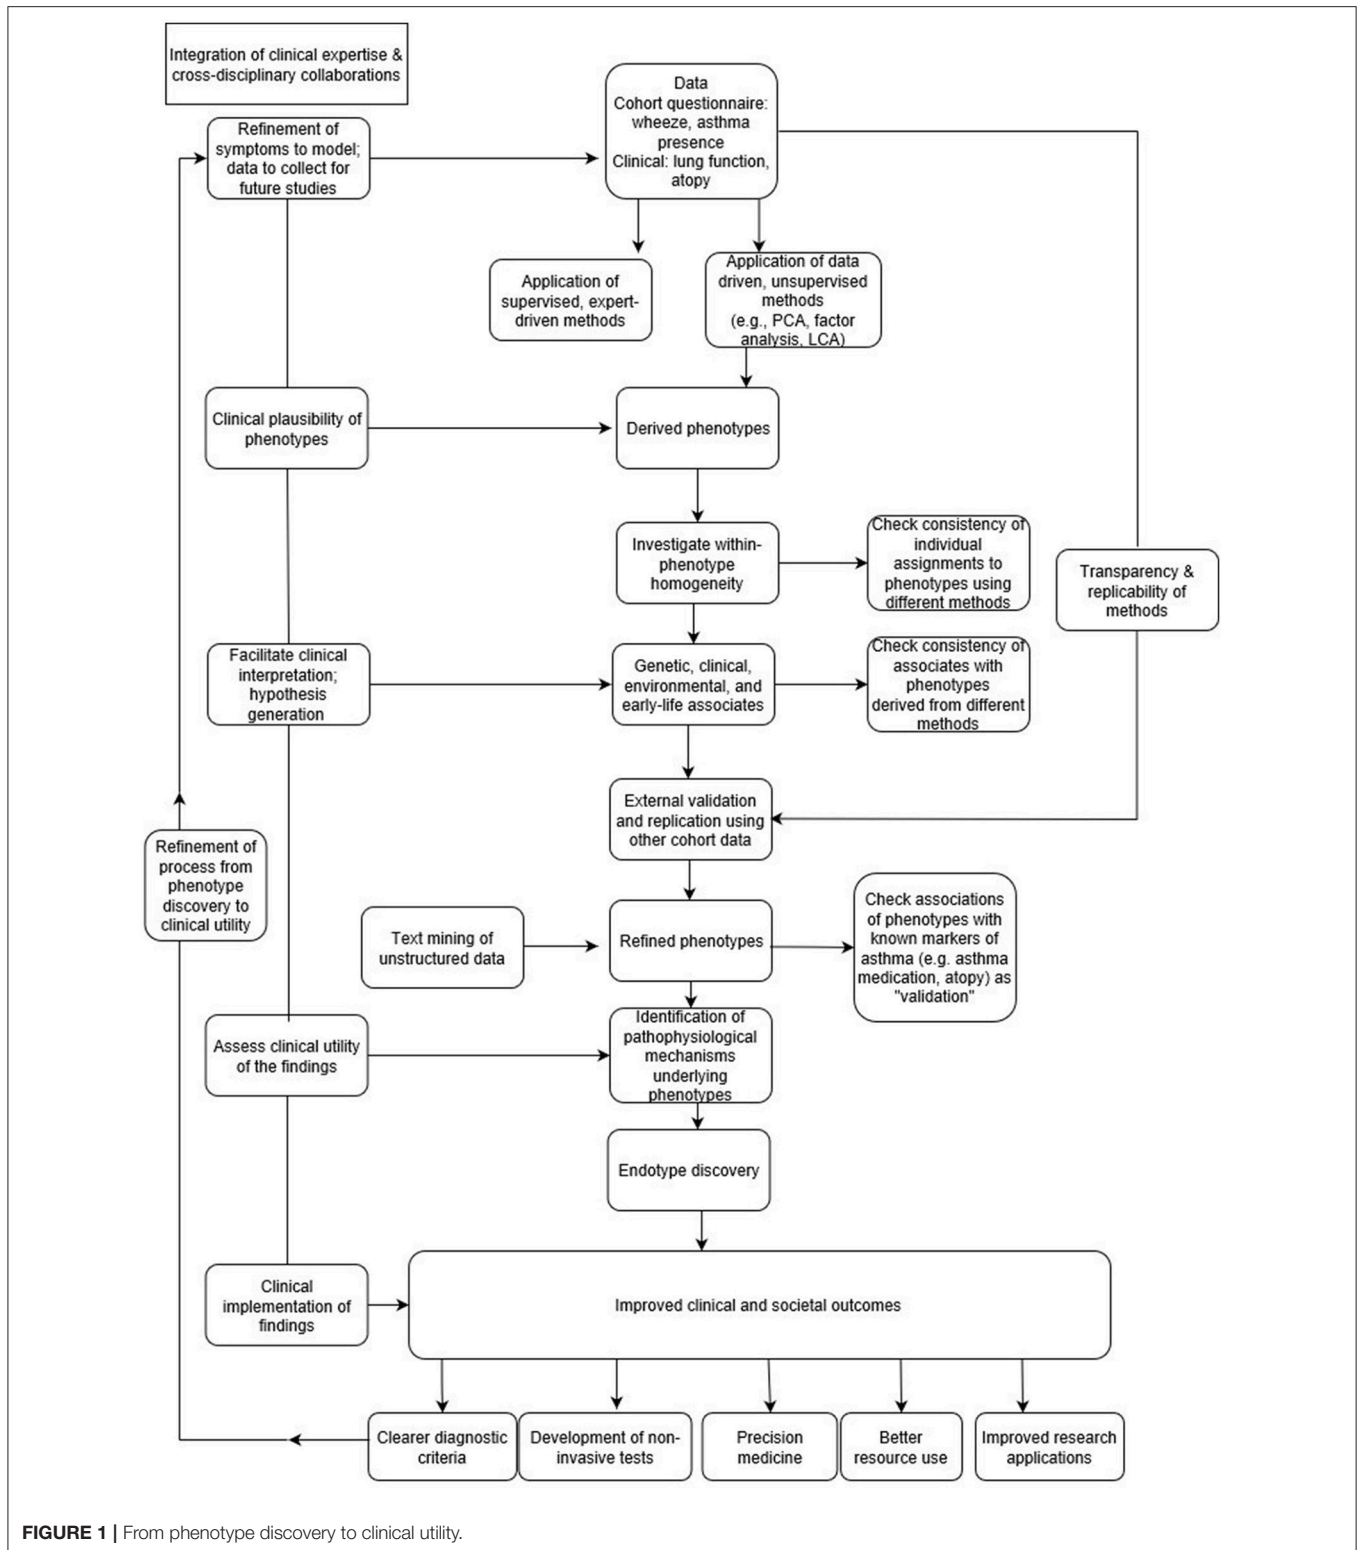 Integration of clinical expertise &
cross-disciplinary collaborations
Refinement of
symptoms to model;
data to collect for
future studies
Data
Cohort questionnaire:
wheeze, asthma
presence
Clinical: lung function,
atopy
Application of
supervised, expert-
driven methods
Application of data
driven, unsupervised
methods
(e.g., PCA, factor
analysis, LCA)
Clinical plausibility of
phenotypes
Derived phenotypes
Investigate within-
phenotype
homogeneity
Check consistency of
individual
assignments to
phenotypes using
different methods
Transparency &
replicability of
methods
Facilitate clinical
interpretation;
hypothesis
generation
Genetic, clinical,
environmental, and
early-life associates
Check consistency of
associates with
phenotypes
derived from different
methods
External validation
and replication using
other cohort data
Refinement of
process from
phenotype
discovery to
clinical utility
Text mining of
unstructured data
Refined phenotypes
Check associations
of phenotypes with
known markers of
asthma (e.g. asthma
medication, atopy) as
"validation"
Assess clinical utility
of the findings
Identification of
pathophysiological
mechanisms
underlying
phenotypes
Endotype discovery
Clinical
implementation of
findings
Improved clinical and societal outcomes
Clearer diagnostic
criteria
Development of non-
invasive tests
Precision
medicine
Better
resource use
Improved research
applications
FIGURE 1 | From phenotype discovery to clinical utility.